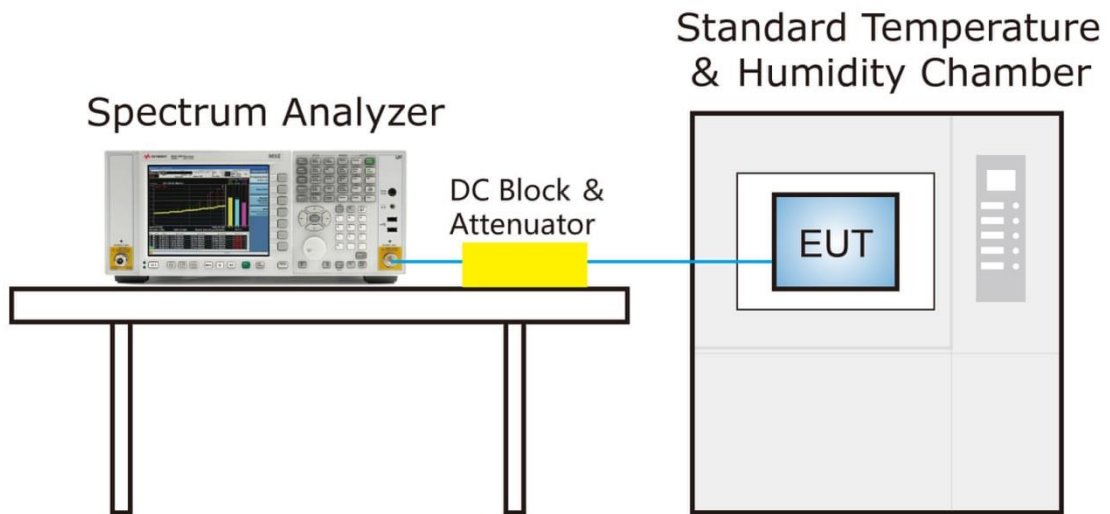 Standard Temperature
& Humidity Chamber
Spectrum Analyzer
DC Block &
Attenuator
EUT